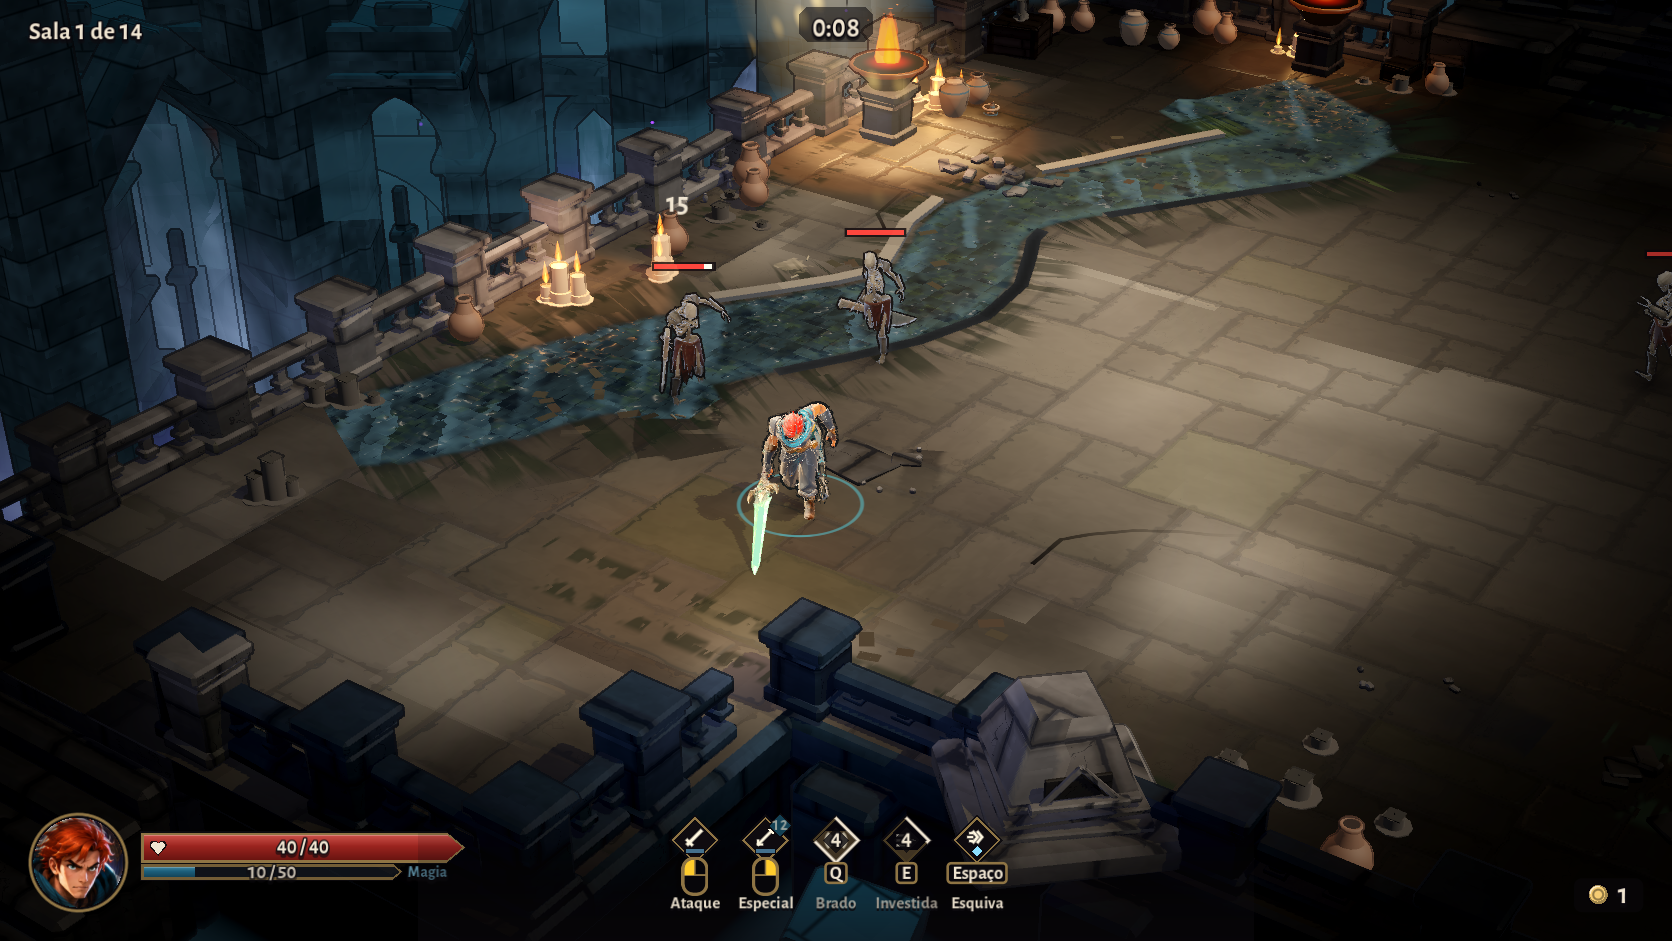 Sala 1 de 14
0:08
15
40/40
10/50
Magia
12
4
4
Q
E
Espaço
Ataque
Especial
Brado
Investida
Esquiva
1